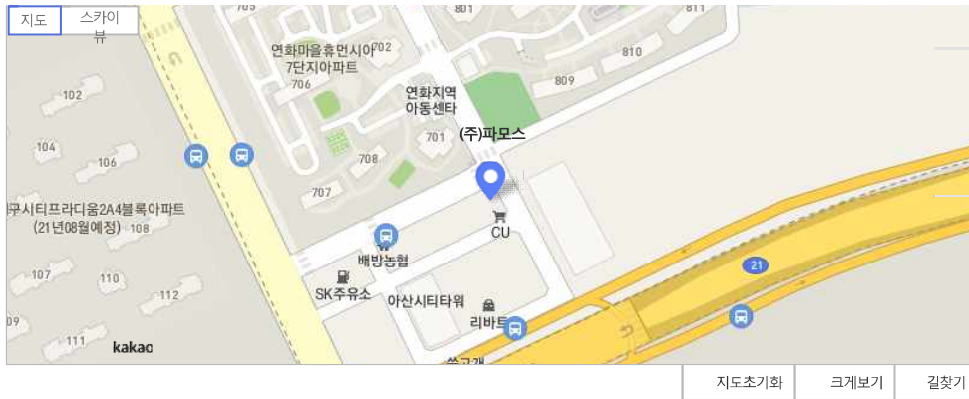 지도
스카이
뷰
705
801
811
연화마을휴먼시아
702
7단지아파트
706
810
809
연화지역
아동센타
102
(주)파모스
701
104
106
708
707
구시티프라디움2A4블록아파트
(21년08월예정)
108
CU
배방농협
21
107
110
SK주유소
112
아산시티타워
리바트
09
111
kakao
쑥고개
지도초기화
크게보기
길찾기